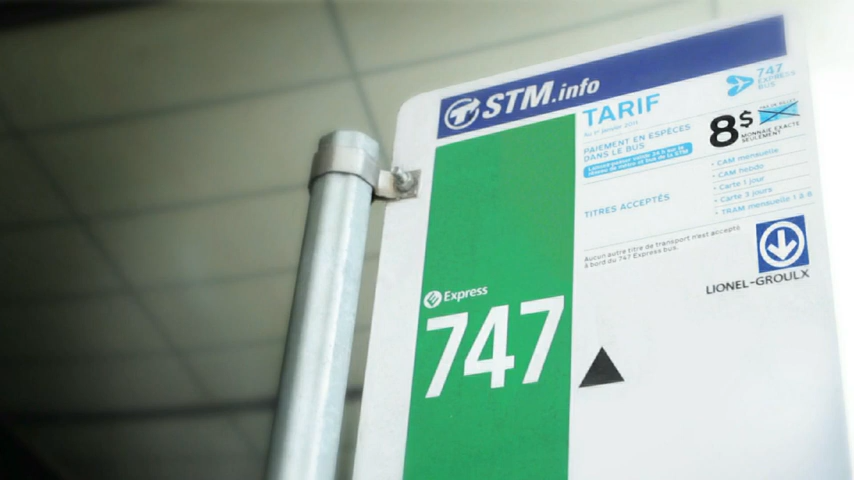 STM.info
TARIF
747
EXPRESS
BUS
PAIEMENT EN ESPÈCES
DANS LE BUS
8$
MONNAIE EXACTE
SEULEMENT
TITRES ACCEPTÉS
• CAM mensuelle
• CAM hebdo
• Carte 1 jour
• Carte 3 jours
• TRAM mensuelle 1 à 8
Aucun autre titre de transport n'est accepté
à bord du 747 Express bus.
LIONEL-GROULX
Express
747